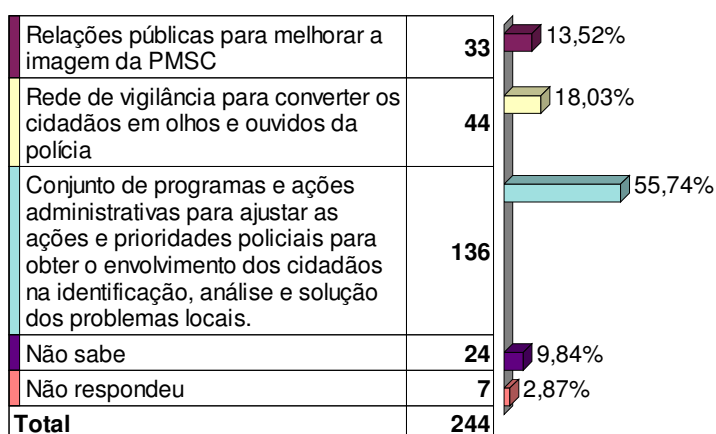 Relações públicas para melhorar a
imagem da PMSC
33
13,52%
Rede de vigilância para converter os
cidadãos em olhos e ouvidos da
polícia
44
18,03%
Conjunto de programas e ações
administrativas para ajustar as
ações e prioridades policiais para
obter o envolvimento dos cidadãos
na identificação, análise e solução
dos problemas locais.
136
55,74%
Não sabe
24
9,84%
Não respondeu
7
2,87%
Total
244